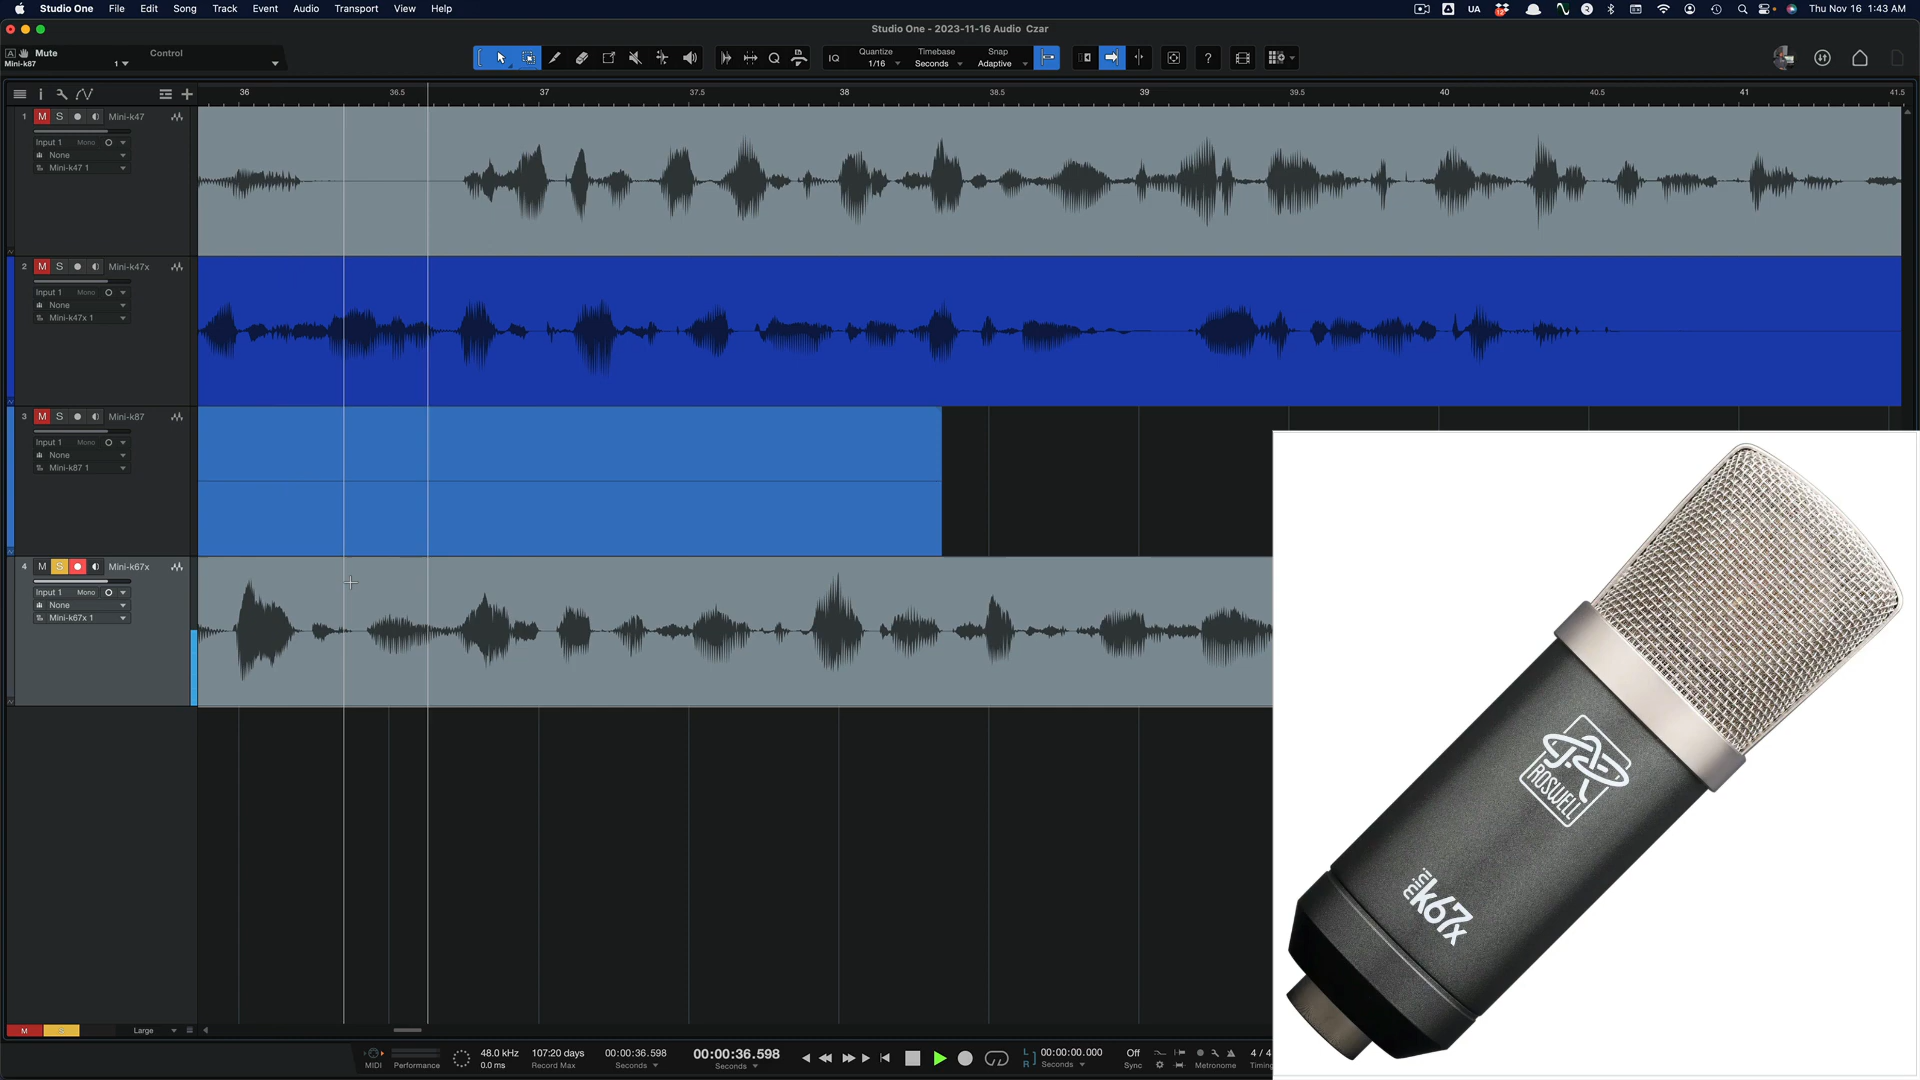 Studio One File Edit Song Track Event Audio Transport View Help
UA
Thu Nov 16 1:43 AM
Studio One - 2023-11-16 Audio Czar
Mute
Mini-k87
1
Control
IQ
Quantize
1/16
Timebase
Seconds
Snap
Adaptive
?
36 36.5 37 37.5 38 38.5 39 39.5 40 40.5 41 41.5
1 M S Mini-k47
Input 1 Mono
None
Mini-k47 1
2 M S Mini-k47x
Input 1 Mono
None
Mini-k47x 1
3 M S Mini-k87
Input 1 Mono
None
Mini-k87 1
4 M S Mini-k67x
Input 1 Mono
None
Mini-k67x 1
ROSWELL
mini
k67x
M S Large
MIDI
Performance
48.0 kHz
0.0 ms
107:20 days
Record Max
00:00:36.598
Seconds
00:00:36.598
Seconds
L
R
00:00:00.000
Seconds
Off
Sync
Metronome
4 / 4
Timing